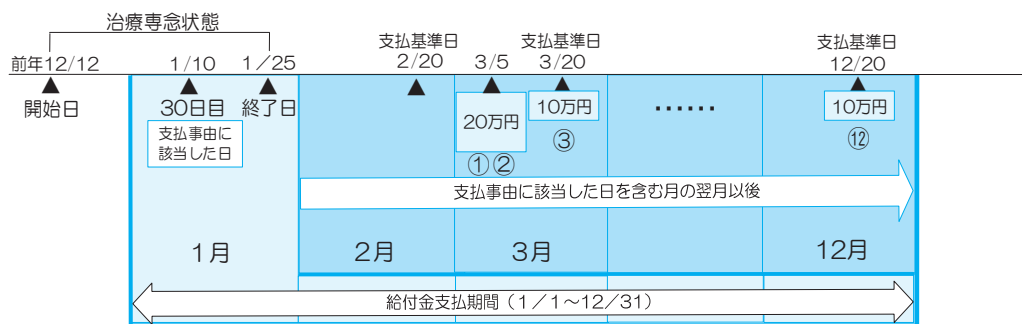 治療専念状態
前年12/12
1/10
1／25
支払基準日
2/20
3/5
支払基準日
3/20
支払基準日
12/20
開始日
30日目
終了日
支払事由に
該当した日
20万円
①②
10万円
③
……
10万円
⑫
支払事由に該当した日を含む月の翌月以後
1月
2月
3月
12月
給付金支払期間（1／1～12／31）